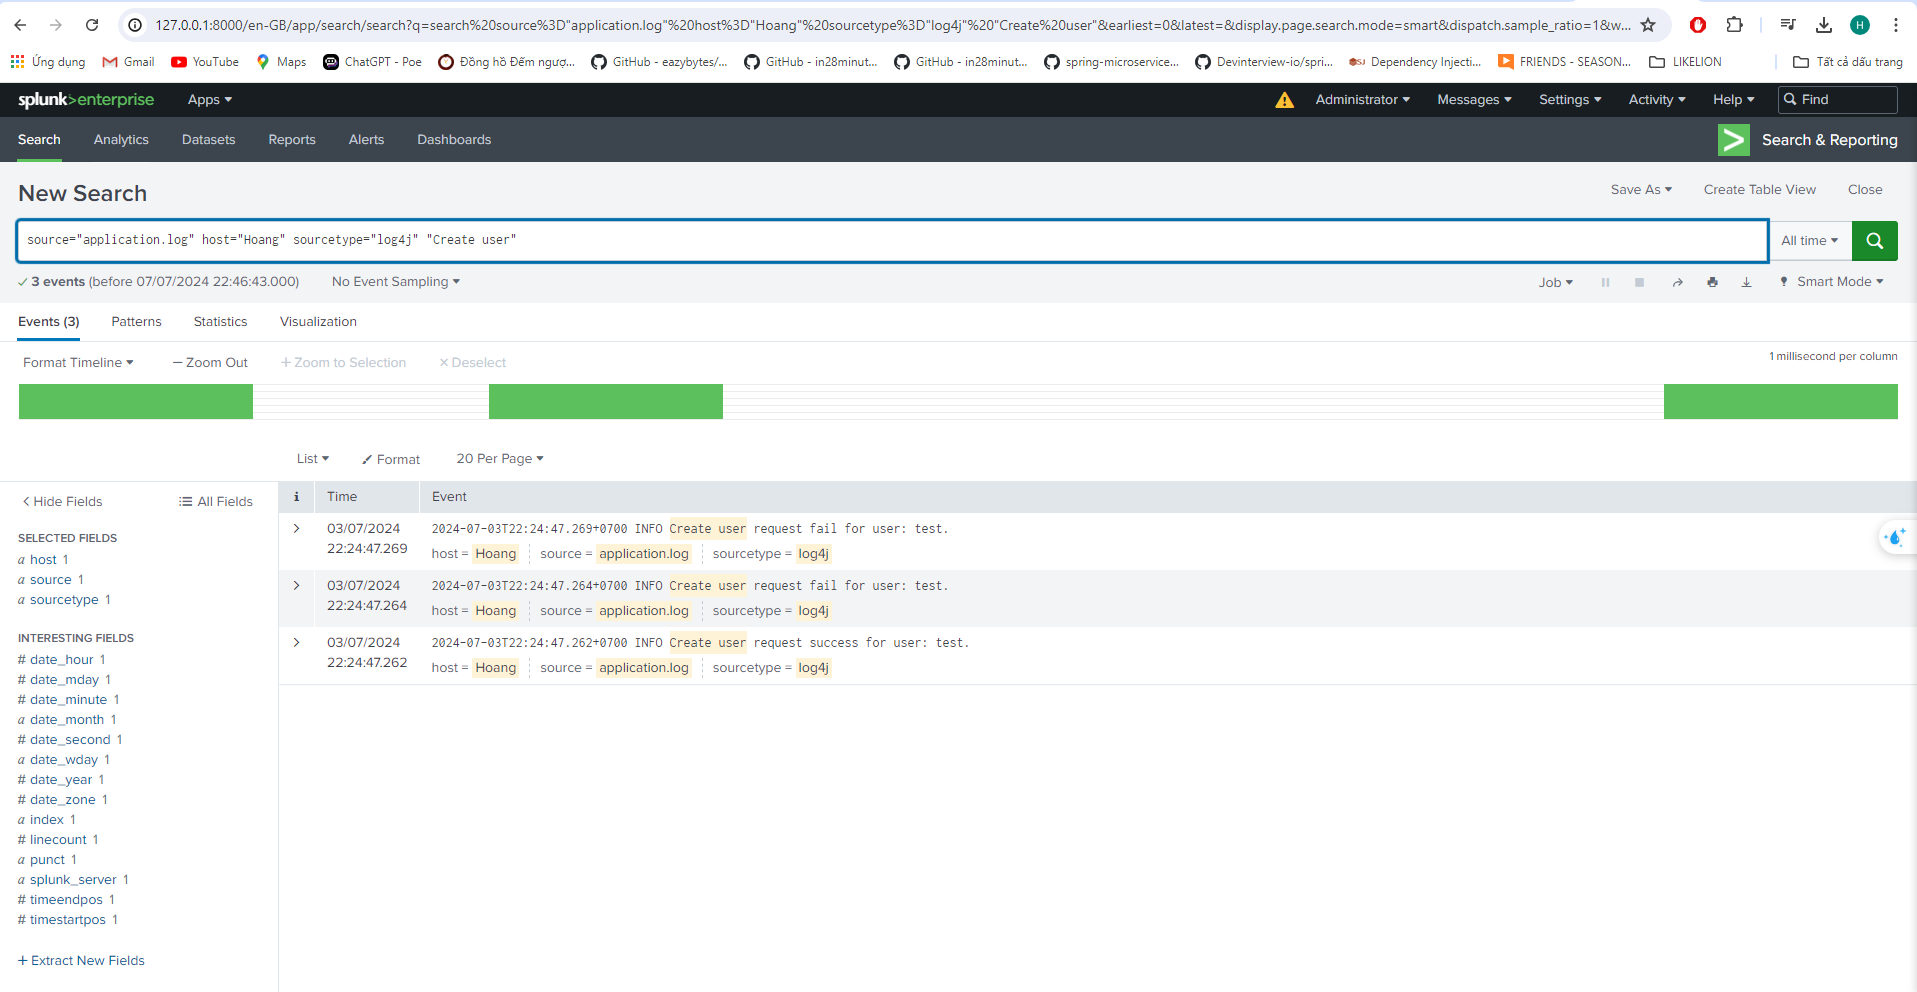 127.0.0.1:8000/en-GB/app/search/search?q=search%20source%3D"application.log"%20host%3D"Hoang"%20sourcetype%3D"log4j"%20"Create%20user"&earliest=0&latest=&display.page.search.mode=smart&dispatch.sample_ratio=1&w...
H
Ứng dụng Gmail YouTube Maps ChatGPT - Poe Đồng hồ Đếm ngượ... GitHub - eazybytes/... GitHub - in28minut... GitHub - in28minut... spring-microservice... Devinterview-io/spri... Dependency Injecti... FRIENDS - SEASON... LIKELION Tất cả dấu trang
splunk>enterprise Apps Administrator Messages Settings Activity Help Find
Search Analytics Datasets Reports Alerts Dashboards > Search & Reporting
New Search Save As Create Table View Close
source="application.log" host="Hoang" sourcetype="log4j" "Create user" All time
✓ 3 events (before 07/07/2024 22:46:43.000) No Event Sampling Job Smart Mode
Events (3) Patterns Statistics Visualization
Format Timeline — Zoom Out + Zoom to Selection × Deselect 1 millisecond per column
List Format 20 Per Page
< Hide Fields All Fields
i Time Event
SELECTED FIELDS
a host 1
a source 1
a sourcetype 1
INTERESTING FIELDS
# date_hour 1
# date_mday 1
# date_minute 1
a date_month 1
# date_second 1
a date_wday 1
# date_year 1
# date_zone 1
a index 1
# linecount 1
a punct 1
a splunk_server 1
# timeendpos 1
# timestartpos 1
+ Extract New Fields
> 03/07/2024 2024-07-03T22:24:47.269+0700 INFO Create user request fail for user: test.
22:24:47.269 host = Hoang source = application.log sourcetype = log4j
> 03/07/2024 2024-07-03T22:24:47.264+0700 INFO Create user request fail for user: test.
22:24:47.264 host = Hoang source = application.log sourcetype = log4j
> 03/07/2024 2024-07-03T22:24:47.262+0700 INFO Create user request success for user: test.
22:24:47.262 host = Hoang source = application.log sourcetype = log4j